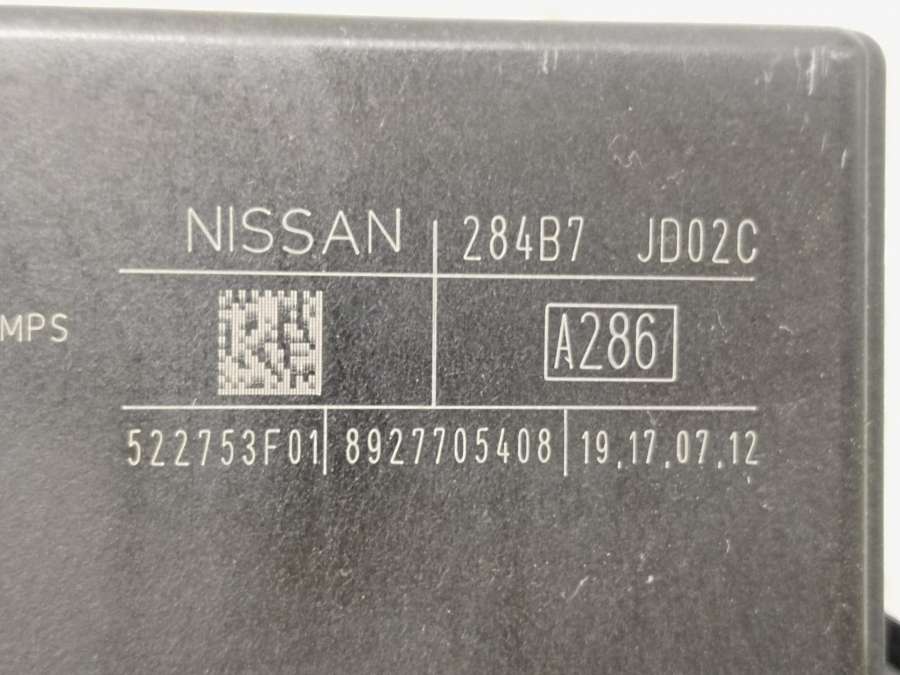 NISSAN 284B7 JD02C
MPS A286
522753F01 8927705408 19.17.07.12